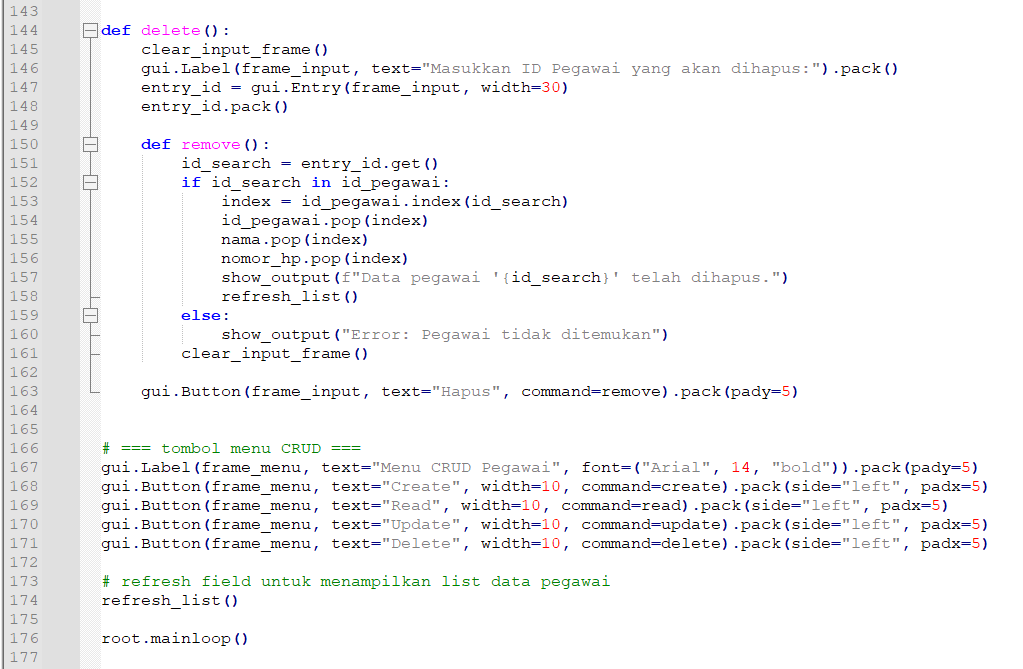 143
144 def delete():
145     clear_input_frame()
146     gui.Label(frame_input, text="Masukkan ID Pegawai yang akan dihapus:").pack()
147     entry_id = gui.Entry(frame_input, width=30)
148     entry_id.pack()
149
150     def remove():
151         id_search = entry_id.get()
152         if id_search in id_pegawai:
153             index = id_pegawai.index(id_search)
154             id_pegawai.pop(index)
155             nama.pop(index)
156             nomor_hp.pop(index)
157             show_output(f"Data pegawai '{id_search}' telah dihapus.")
158             refresh_list()
159         else:
160             show_output("Error: Pegawai tidak ditemukan")
161         clear_input_frame()
162
163     gui.Button(frame_input, text="Hapus", command=remove).pack(pady=5)
164
165
166 # === tombol menu CRUD ===
167 gui.Label(frame_menu, text="Menu CRUD Pegawai", font=("Arial", 14, "bold")).pack(pady=5)
168 gui.Button(frame_menu, text="Create", width=10, command=create).pack(side="left", padx=5)
169 gui.Button(frame_menu, text="Read", width=10, command=read).pack(side="left", padx=5)
170 gui.Button(frame_menu, text="Update", width=10, command=update).pack(side="left", padx=5)
171 gui.Button(frame_menu, text="Delete", width=10, command=delete).pack(side="left", padx=5)
172
173 # refresh field untuk menampilkan list data pegawai
174 refresh_list()
175
176 root.mainloop()
177